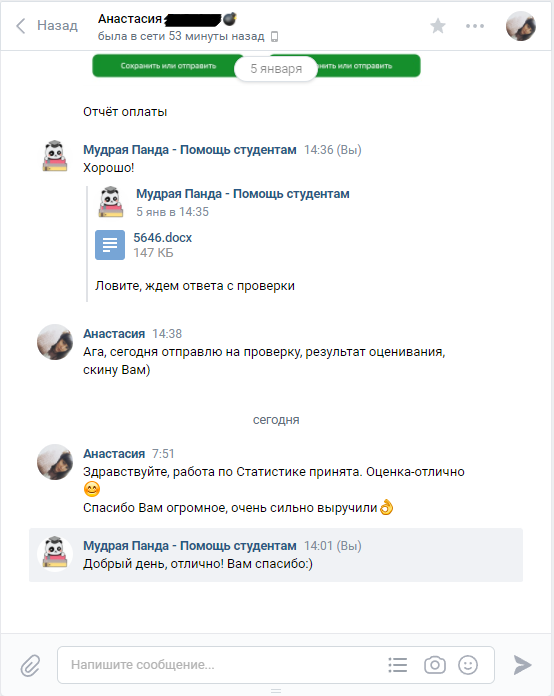 Назад
Анастасия
была в сети 53 минуты назад
Сохранить или отправить
5 января
или отправить
Отчёт оплаты
Мудрая Панда - Помощь студентам 14:36 (Вы)
Хорошо!
Мудрая Панда - Помощь студентам
5 янв в 14:35
5646.docx
147 КБ
Ловите, ждем ответа с проверки
Анастасия 14:38
Ага, сегодня отправлю на проверку, результат оценивания,
скину Вам)
сегодня
Анастасия 7:51
Здравствуйте, работа по Статистике принята. Оценка-отлично
😊
Спасибо Вам огромное, очень сильно выручили👌
Мудрая Панда - Помощь студентам 14:01 (Вы)
Добрый день, отлично! Вам спасибо:)
Напишите сообщение...